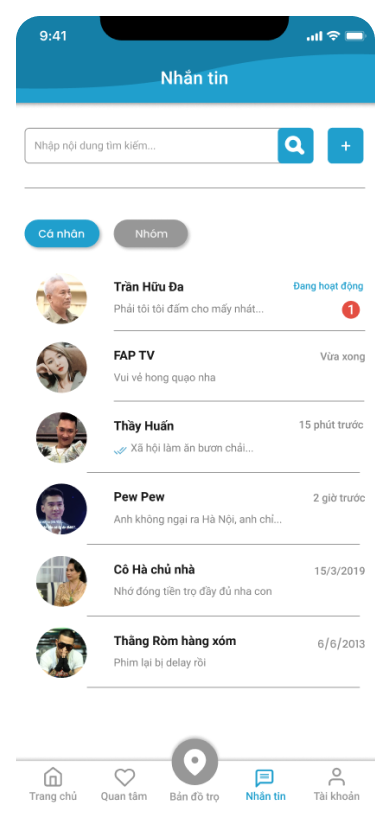 9:41
Nhắn tin
Nhập nội dung tìm kiếm...
+
Cá nhân
Nhóm
Trần Hữu Đa
Đang hoạt động
Phải tôi tôi đấm cho mấy nhát...
1
FAP TV
Vừa xong
Vui vẻ hong quạo nha
Thầy Huấn
15 phút trước
Xã hội làm ăn bươn chải...
Pew Pew
2 giờ trước
Anh không ngại ra Hà Nội, anh chỉ...
Cô Hà chủ nhà
15/3/2019
Nhớ đóng tiền trọ đầy đủ nha con
Thằng Ròm hàng xóm
6/6/2013
Phim lại bị delay rồi
Trang chủ
Quan tâm
Bản đồ trọ
Nhắn tin
Tài khoản